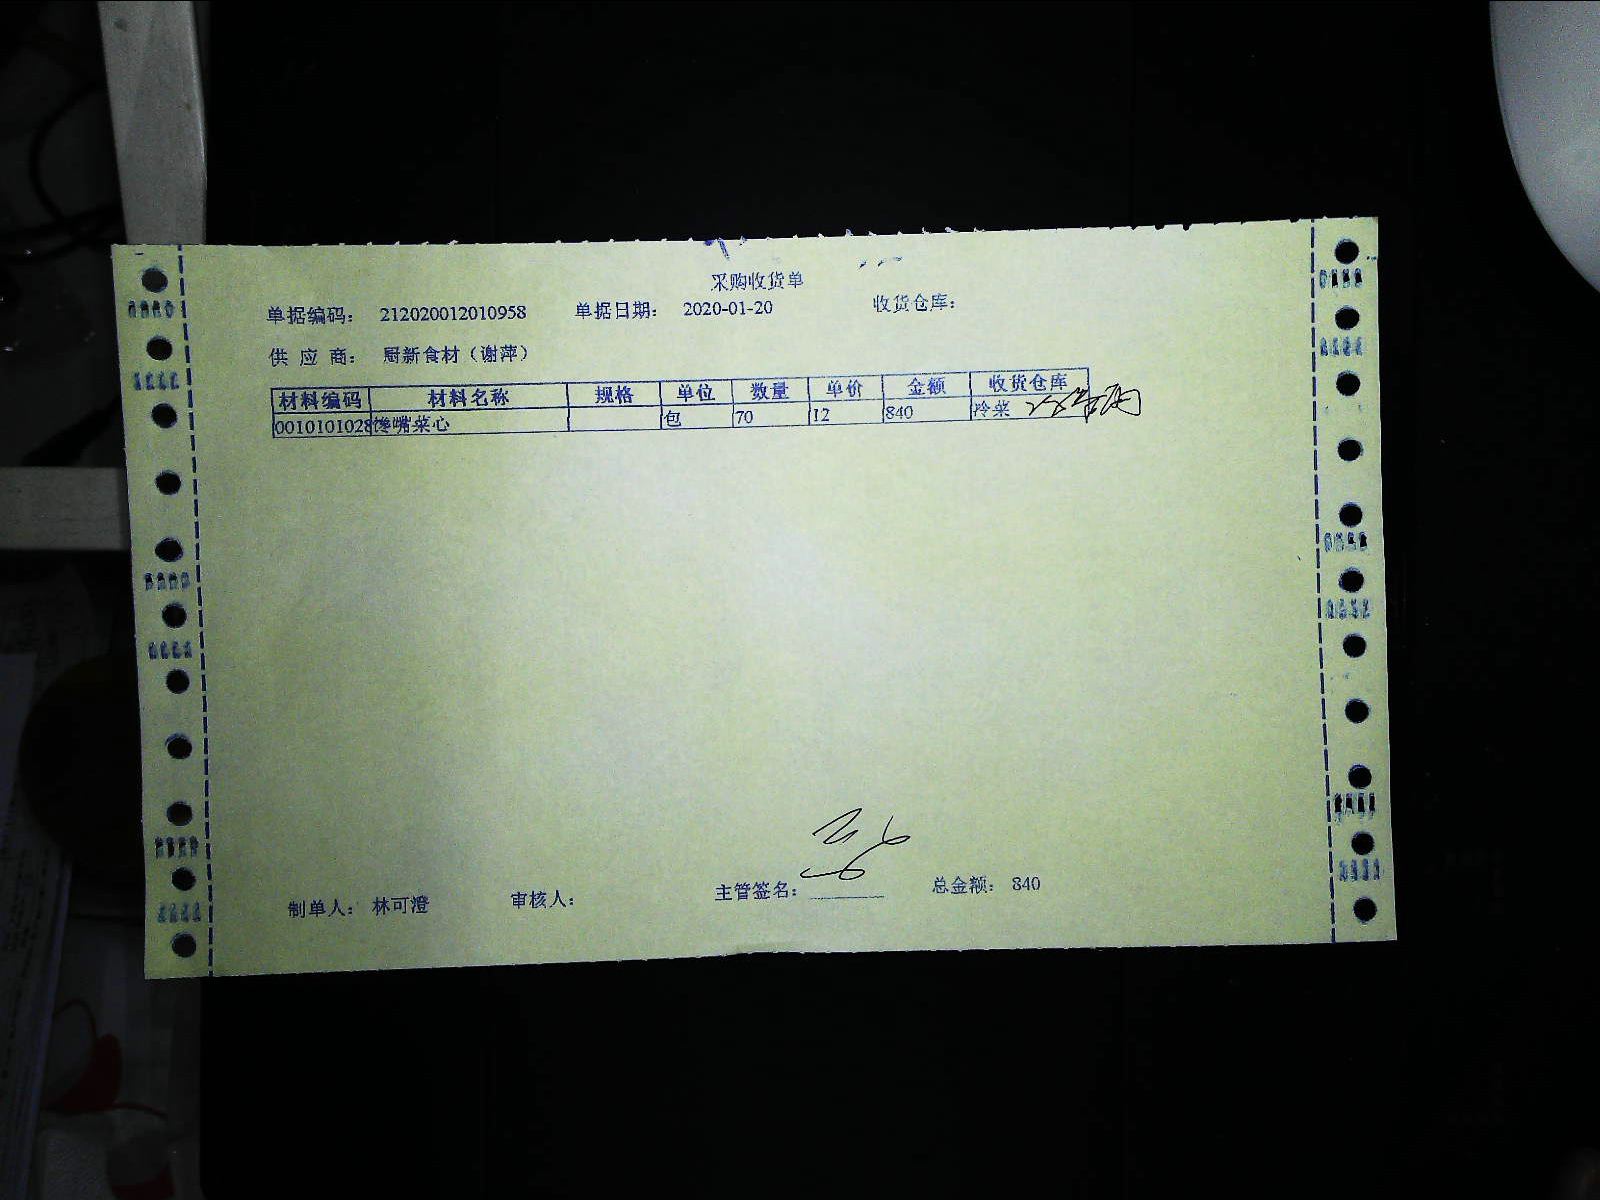 采购收货单
单据编码： 212020012010958 单据日期： 2020-01-20 收货仓库：
供 应 商： 厨新食材（谢萍）
材料编码 材料名称 规格 单位 数量 单价 金额 收货仓库
0010101028 馋嘴菜心 包 70 12 840 冷菜
制单人： 林可澄 审核人： 主管签名： 总金额： 840